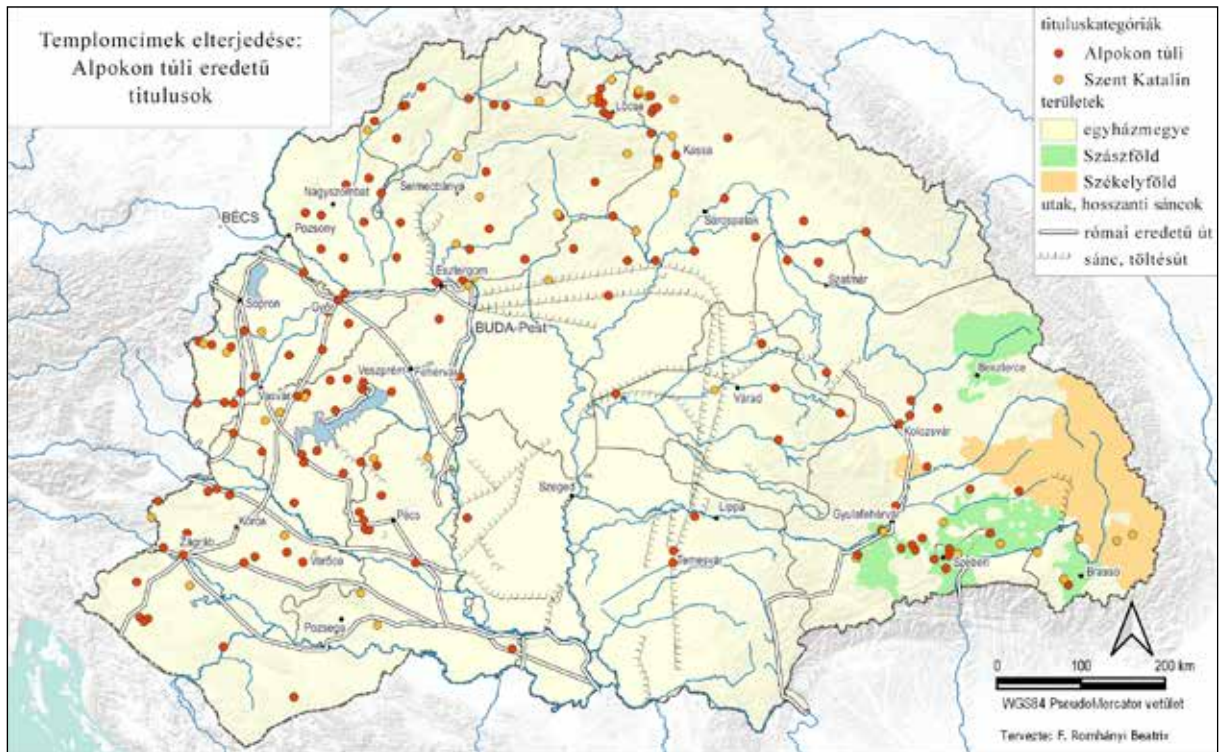 Templomcímek elterjedése:
Alpokon túli eredetű
titulusok
tituluskategóriák
Alpokon túli
Szent Katalin
területek
egyházmegye
Szászföld
Székelyföld
utak, hosszanti sáncok
római eredetű út
sánc, töltésút
Lőcse
Kassa
Nagyszombat
Selmecbánya
BÉCS
Pozsony
Sárospatak
Esztergom
Szatmár
Sopron
Győr
BUDA-Pest
Veszprém
Fehérvár
Beszterce
Vasvár
Várad
Kolozsvár
Szeged
Lippa
Gyulafehérvár
Kőrös
Pécs
Zágráb
Verőce
Temesvár
Szeben
Brassó
Pozsega
0 100 200 km
WGS84 PseudoMercator vetület
Tervezte: F. Romhányi Beatrix